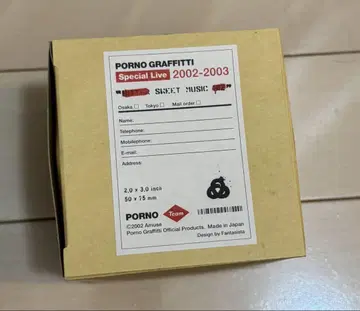 PORNO GRAFFITTI
Special Live 2002-2003
" SWEET MUSIC "
Osaka Tokyo Mail order
Name:
Telephone:
Mobilephone:
E-mail:
Address:
2.0 x 3.0 inch
50 x 75 mm
PORNO Team
©2002 Amuse
Porno Graffitti Official Products. Made in Japan
Design by Fantasista